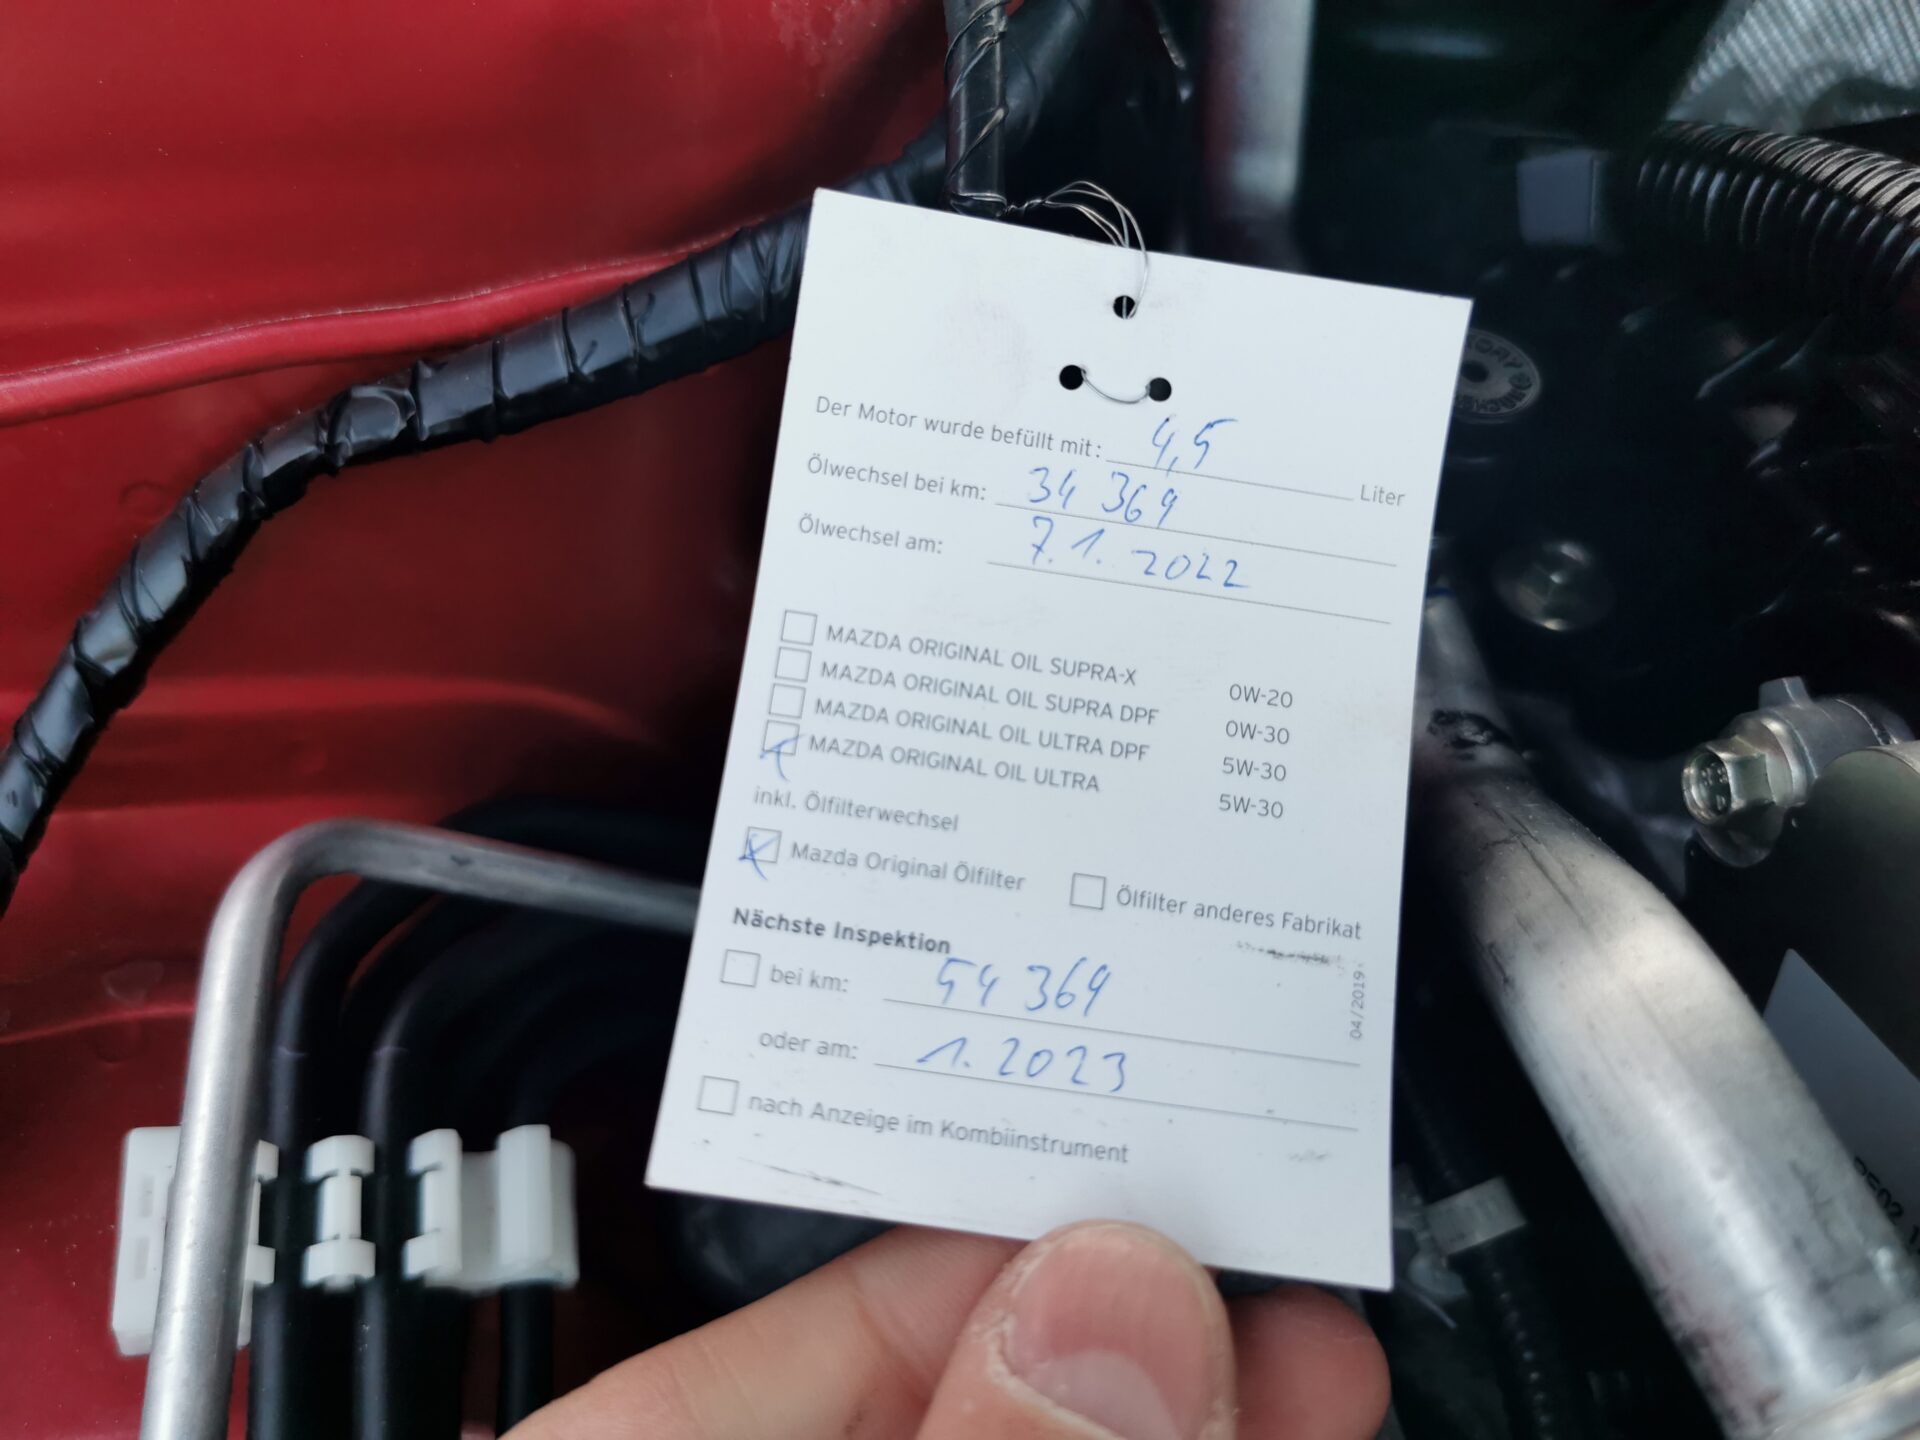 Der Motor wurde befüllt mit: 4,5 Liter
Ölwechsel bei km: 34 369
Ölwechsel am: 7.1. 2022
MAZDA ORIGINAL OIL SUPRA-X 0W-20
MAZDA ORIGINAL OIL SUPRA DPF 0W-30
MAZDA ORIGINAL OIL ULTRA DPF 5W-30
MAZDA ORIGINAL OIL ULTRA 5W-30
inkl. Ölfilterwechsel
Mazda Original Ölfilter Ölfilter anderes Fabrikat
Nächste Inspektion
bei km: 54 369
oder am: 1. 2023
nach Anzeige im Kombiinstrument
04/2019